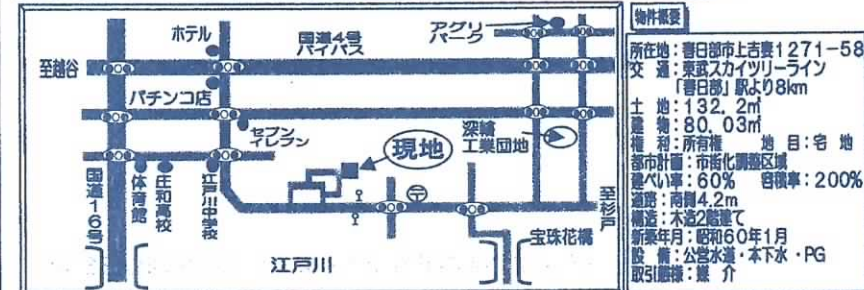 ホテル
国道4号
バイパス
アグリ
パーク
至越谷
パチンコ店
セブン
イレブン
現地
深輪
工業団地
国道16号
体育館
庄和高校
江戸川中学校
〒
至杉戸
江戸川
宝珠花橋
物件概要
所在地：春日部市上吉妻1271-58
交　通：東武スカイツリーライン
「春日部」駅より8km
土　地：132．2㎡
建　物：80．03㎡
権　利：所有権　地　目：宅　地
都市計画：市街化調整区域
建ぺい率：60%　容積率：200%
道路：南側4.2m
構造：木造2階建て
新築年月：昭和60年1月
設　備：公営水道・本下水・PG
取引態様：媒　介